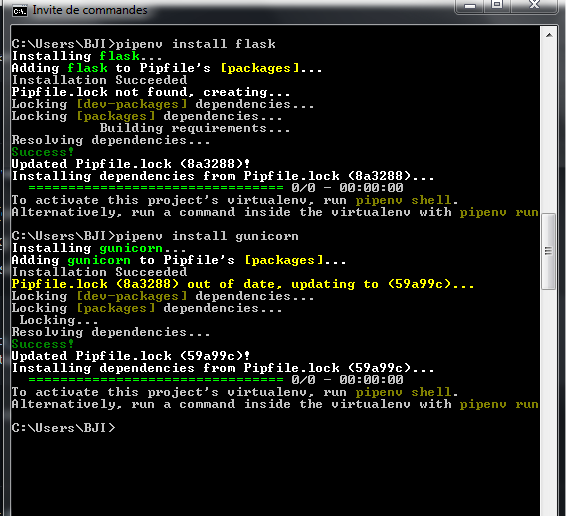 Invite de commandes
C:\Users\BJI>pipenv install flask
Installing flask...
Adding flask to Pipfile's [packages]...
Installation Succeeded
Pipfile.lock not found, creating...
Locking [dev-packages] dependencies...
Locking [packages] dependencies...
Building requirements...
Resolving dependencies...
Success!
Updated Pipfile.lock (8a3288)!
Installing dependencies from Pipfile.lock (8a3288)...
================================ 0/0 - 00:00:00
To activate this project's virtualenv, run pipenv shell.
Alternatively, run a command inside the virtualenv with pipenv run
C:\Users\BJI>pipenv install gunicorn
Installing gunicorn...
Adding gunicorn to Pipfile's [packages]...
Installation Succeeded
Pipfile.lock (8a3288) out of date, updating to (59a99c)...
Locking [dev-packages] dependencies...
Locking [packages] dependencies...
Locking...
Resolving dependencies...
Success!
Updated Pipfile.lock (59a99c)!
Installing dependencies from Pipfile.lock (59a99c)...
================================ 0/0 - 00:00:00
To activate this project's virtualenv, run pipenv shell.
Alternatively, run a command inside the virtualenv with pipenv run
C:\Users\BJI>